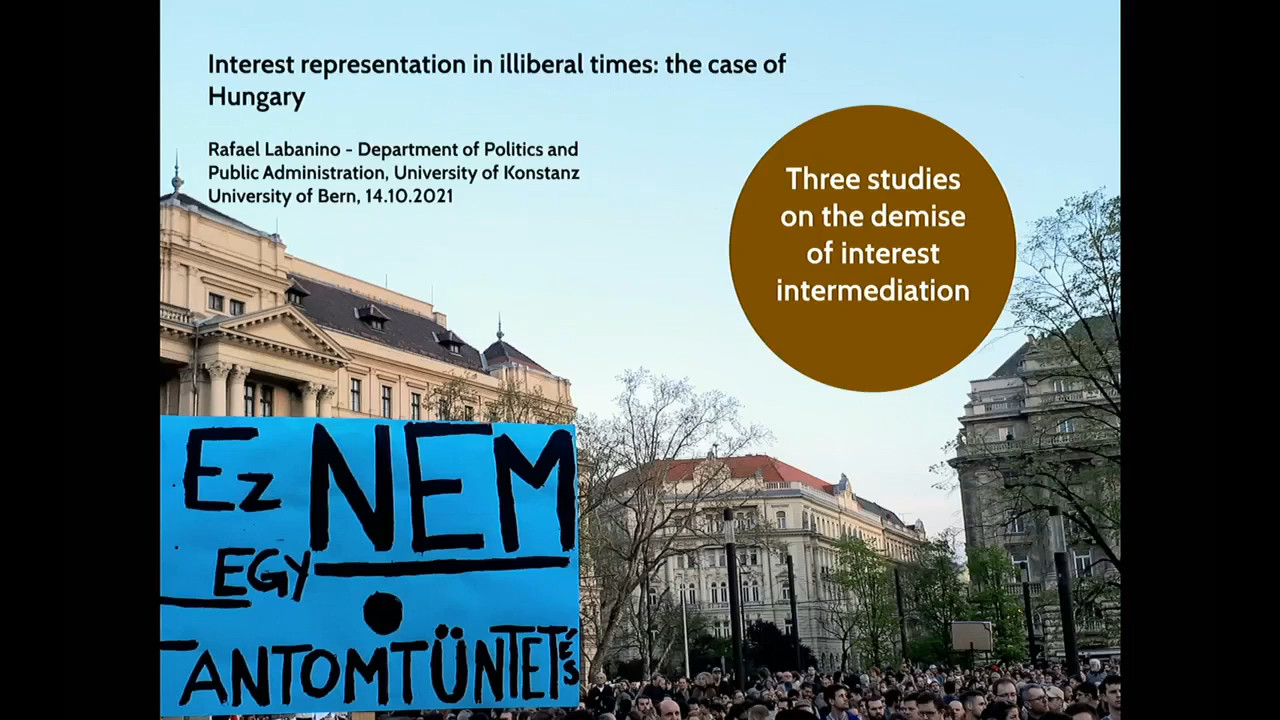 Interest representation in illiberal times: the case of
Hungary
Rafael Labanino - Department of Politics and
Public Administration, University of Konstanz
University of Bern, 14.10.2021
Three studies
on the demise
of interest
intermediation
Ez NEM
EGY
FANTOMTÜNTETÉS